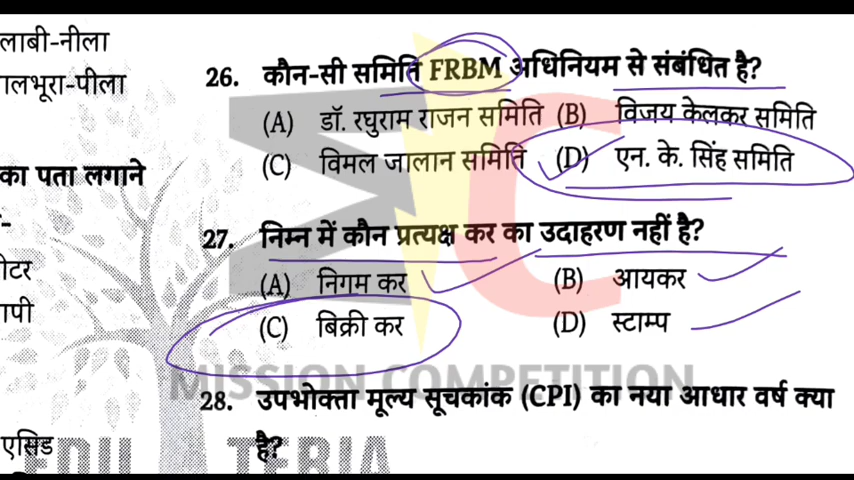 लाबी-नीला
ालभूरा-पीला
का पता लगाने
-
ोटर
ापी
एसिड
26. कौन-सी समिति FRBM अधिनियम से संबंधित है?
(A) डॉ. रघुराम राजन समिति (B) विजय केलकर समिति
(C) विमल जालान समिति (D) एन. के. सिंह समिति
27. निम्न में कौन प्रत्यक्ष कर का उदाहरण नहीं है?
(A) निगम कर (B) आयकर
(C) बिक्री कर (D) स्टाम्प
MISSION COMPETITION
28. उपभोक्ता मूल्य सूचकांक (CPI) का नया आधार वर्ष क्या
है?
EDUTERIA